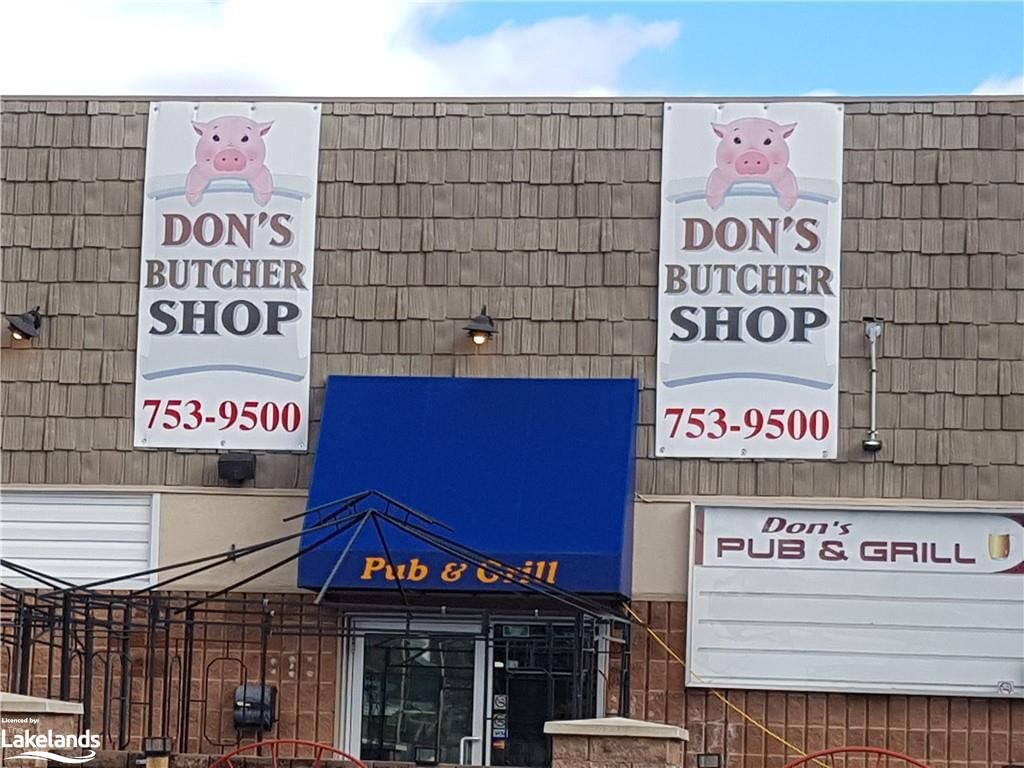 DON'S
BUTCHER
SHOP
753-9500
DON'S
BUTCHER
SHOP
753-9500
Pub & Grill
Don's
PUB & GRILL
Licenced by:
Lakelands